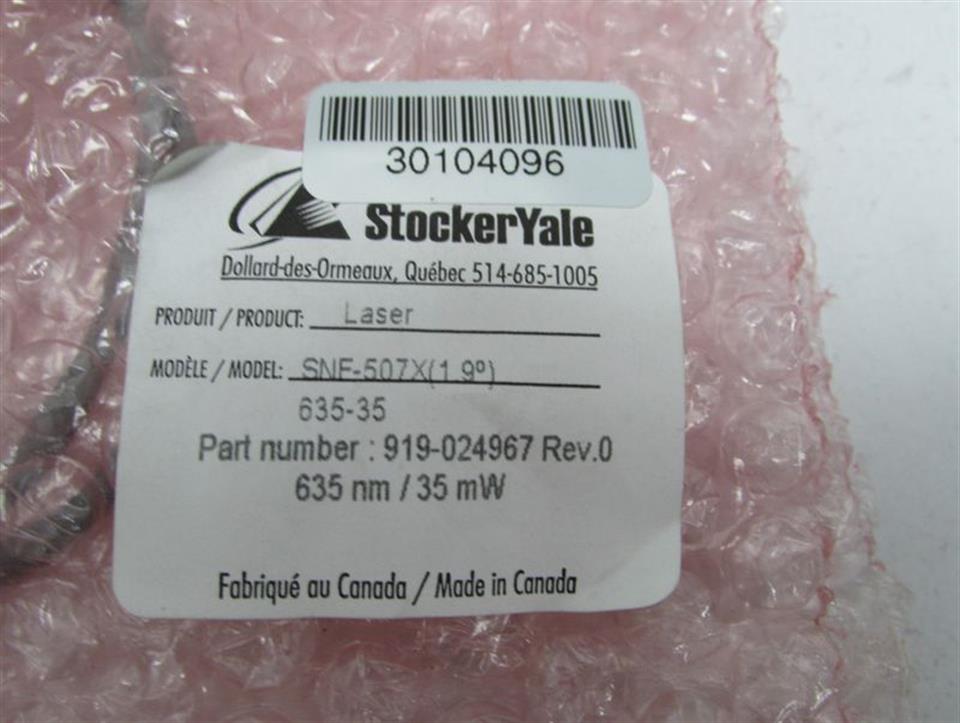 30104096
StockerYale
Dollard-des-Ormeaux, Québec 514-685-1005
PRODUIT / PRODUCT: Laser
MODÈLE / MODEL: SNF-507X(1.9º)
635-35
Part number : 919-024967 Rev.0
635 nm / 35 mW
Fabriqué au Canada / Made in Canada